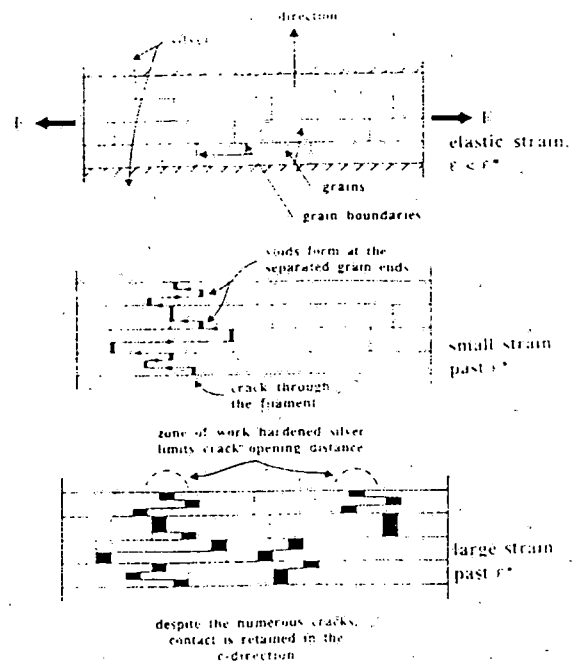 direction
silver
F
F
elastic strain,
ε < ε*
grains
grain boundaries
voids form at the
separated grain ends
small strain
past ε*
crack through
the filament
zone of work hardened silver
limits crack opening distance
large strain
past ε*
despite the numerous cracks,
contact is retained in the
c-direction